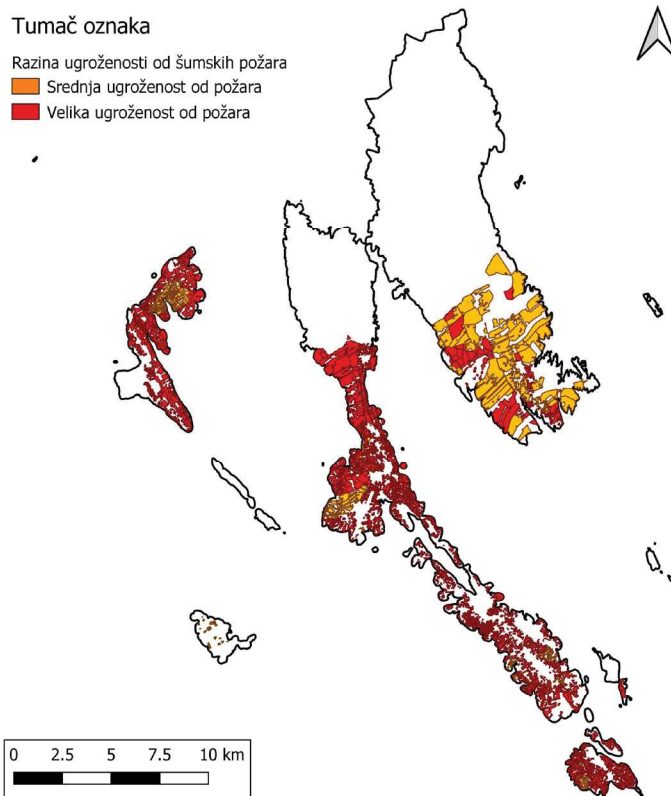 Tumač oznaka
Razina ugroženosti od šumskih požara
Srednja ugroženost od požara
Velika ugroženost od požara
0 2.5 5 7.5 10 km